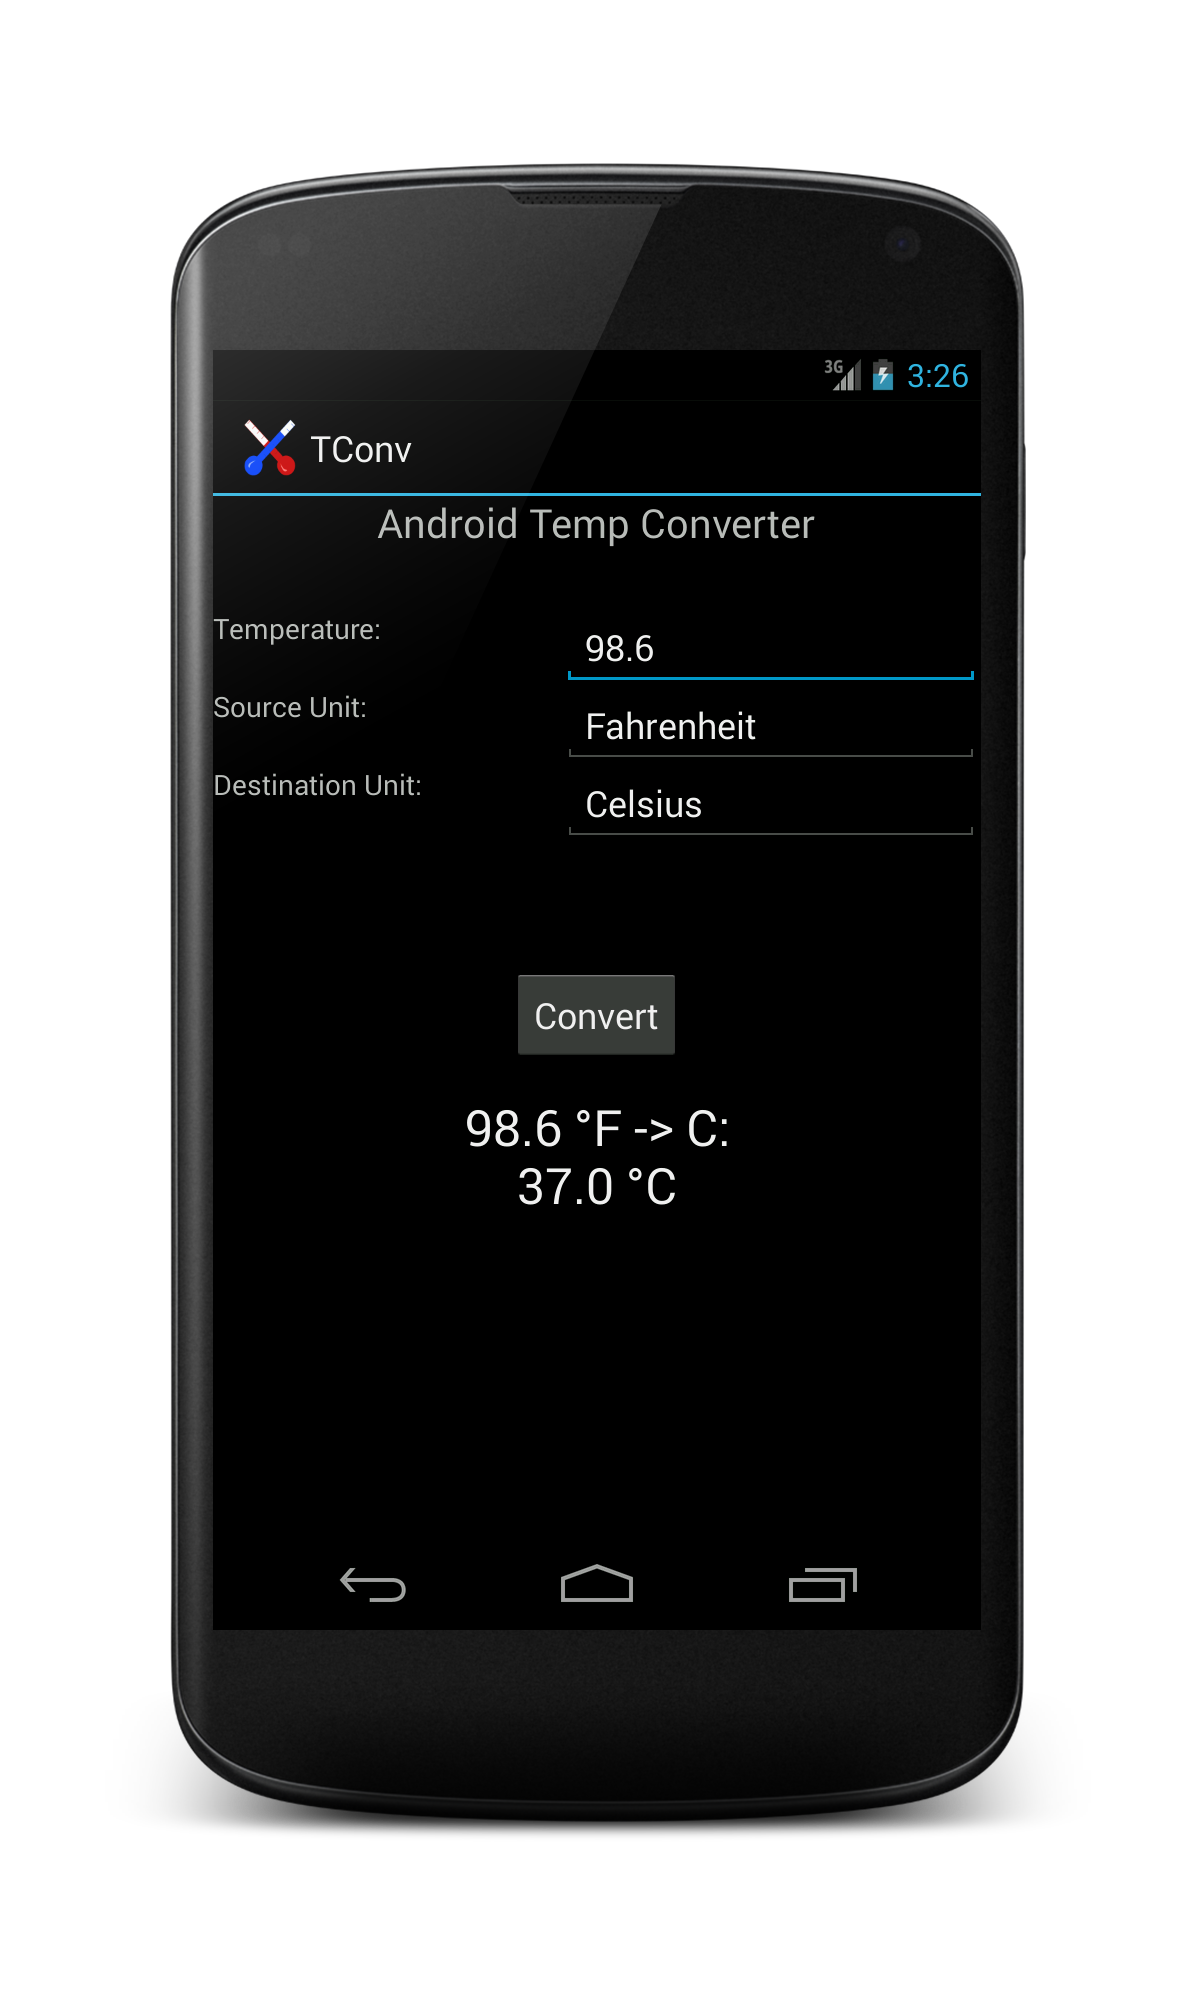 3G 3:26
TConv
Android Temp Converter
Temperature: 98.6
Source Unit: Fahrenheit
Destination Unit: Celsius
Convert
98.6 °F -> C:
37.0 °C